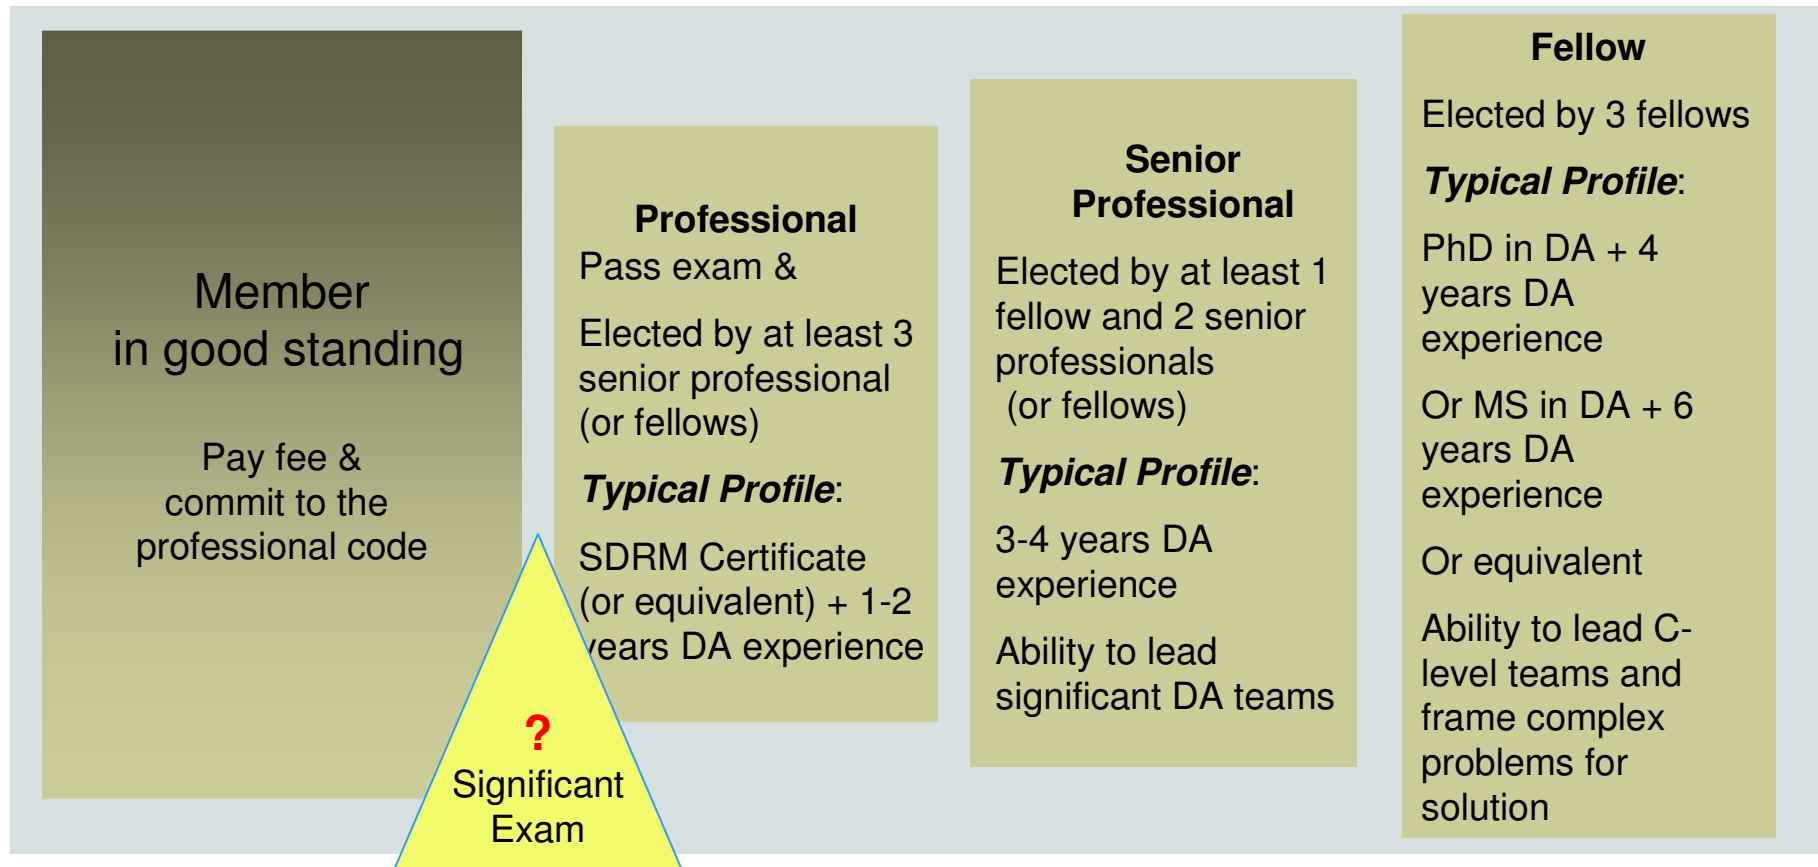 Member
in good standing
Pay fee &
commit to the
professional code
?
Significant
Exam
Professional
Pass exam &
Elected by at least 3
senior professional
(or fellows)
Typical Profile:
SDRM Certificate
(or equivalent) + 1-2
years DA experience
Senior
Professional
Elected by at least 1
fellow and 2 senior
professionals
(or fellows)
Typical Profile:
3-4 years DA
experience
Ability to lead
significant DA teams
Fellow
Elected by 3 fellows
Typical Profile:
PhD in DA + 4
years DA
experience
Or MS in DA + 6
years DA
experience
Or equivalent
Ability to lead C-
level teams and
frame complex
problems for
solution